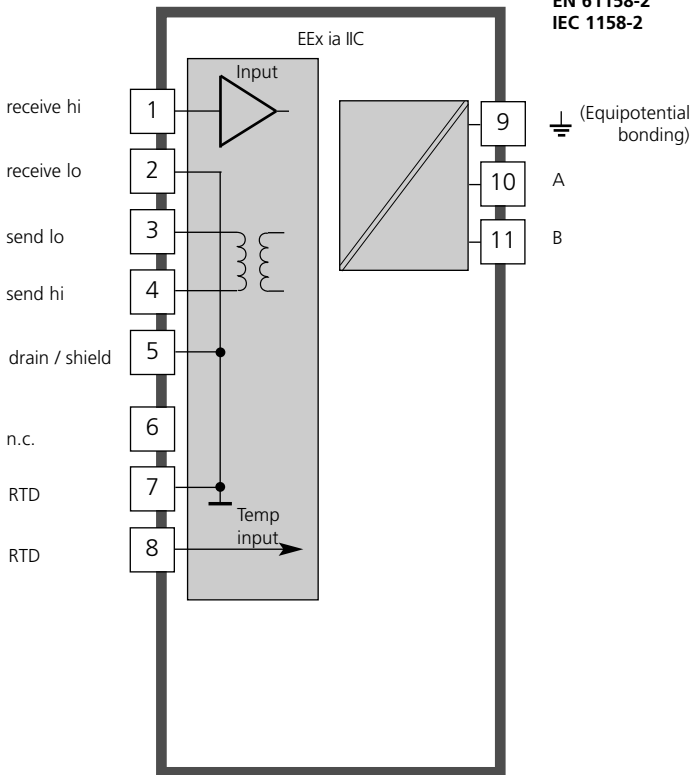 EN 61158-2
IEC 1158-2
EEx ia IIC
Input
receive hi
1
receive lo
2
send lo
3
send hi
4
drain / shield
5
n.c.
6
RTD
7
RTD
8
Temp
input
9
(Equipotential
bonding)
10
A
11
B